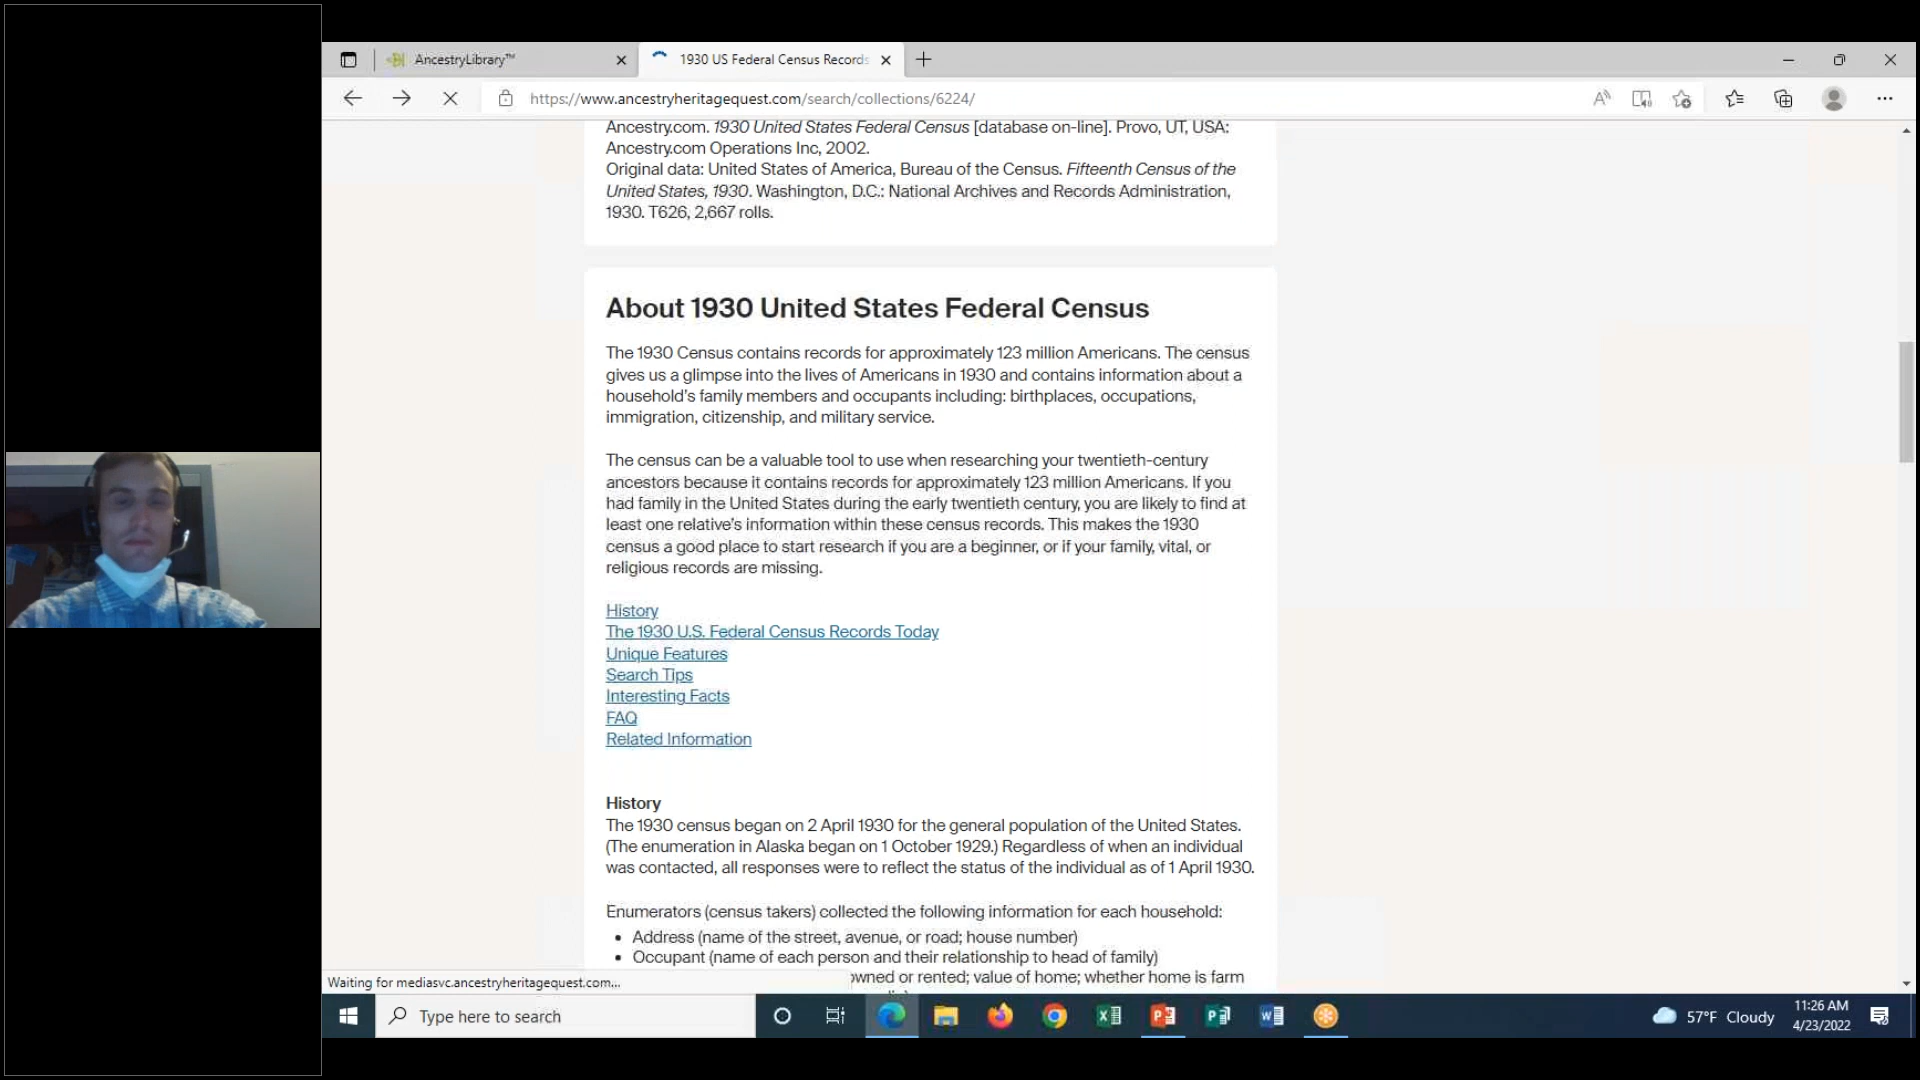 AncestryLibrary™
1930 US Federal Census Records
https://www.ancestryheritagequest.com/search/collections/6224/
Ancestry.com. 1930 United States Federal Census [database on-line]. Provo, UT, USA:
Ancestry.com Operations Inc, 2002.
Original data: United States of America, Bureau of the Census. Fifteenth Census of the
United States, 1930. Washington, D.C.: National Archives and Records Administration,
1930. T626, 2,667 rolls.
About 1930 United States Federal Census
The 1930 Census contains records for approximately 123 million Americans. The census
gives us a glimpse into the lives of Americans in 1930 and contains information about a
household's family members and occupants including: birthplaces, occupations,
immigration, citizenship, and military service.
The census can be a valuable tool to use when researching your twentieth-century
ancestors because it contains records for approximately 123 million Americans. If you
had family in the United States during the early twentieth century, you are likely to find at
least one relative's information within these census records. This makes the 1930
census a good place to start research if you are a beginner, or if your family, vital, or
religious records are missing.
History
The 1930 U.S. Federal Census Records Today
Unique Features
Search Tips
Interesting Facts
FAQ
Related Information
History
The 1930 census began on 2 April 1930 for the general population of the United States.
(The enumeration in Alaska began on 1 October 1929.) Regardless of when an individual
was contacted, all responses were to reflect the status of the individual as of 1 April 1930.
Enumerators (census takers) collected the following information for each household:
• Address (name of the street, avenue, or road; house number)
• Occupant (name of each person and their relationship to head of family)
owned or rented; value of home; whether home is farm
Waiting for mediasvc.ancestryheritagequest.com...
Type here to search
57°F Cloudy
11:26 AM
4/23/2022